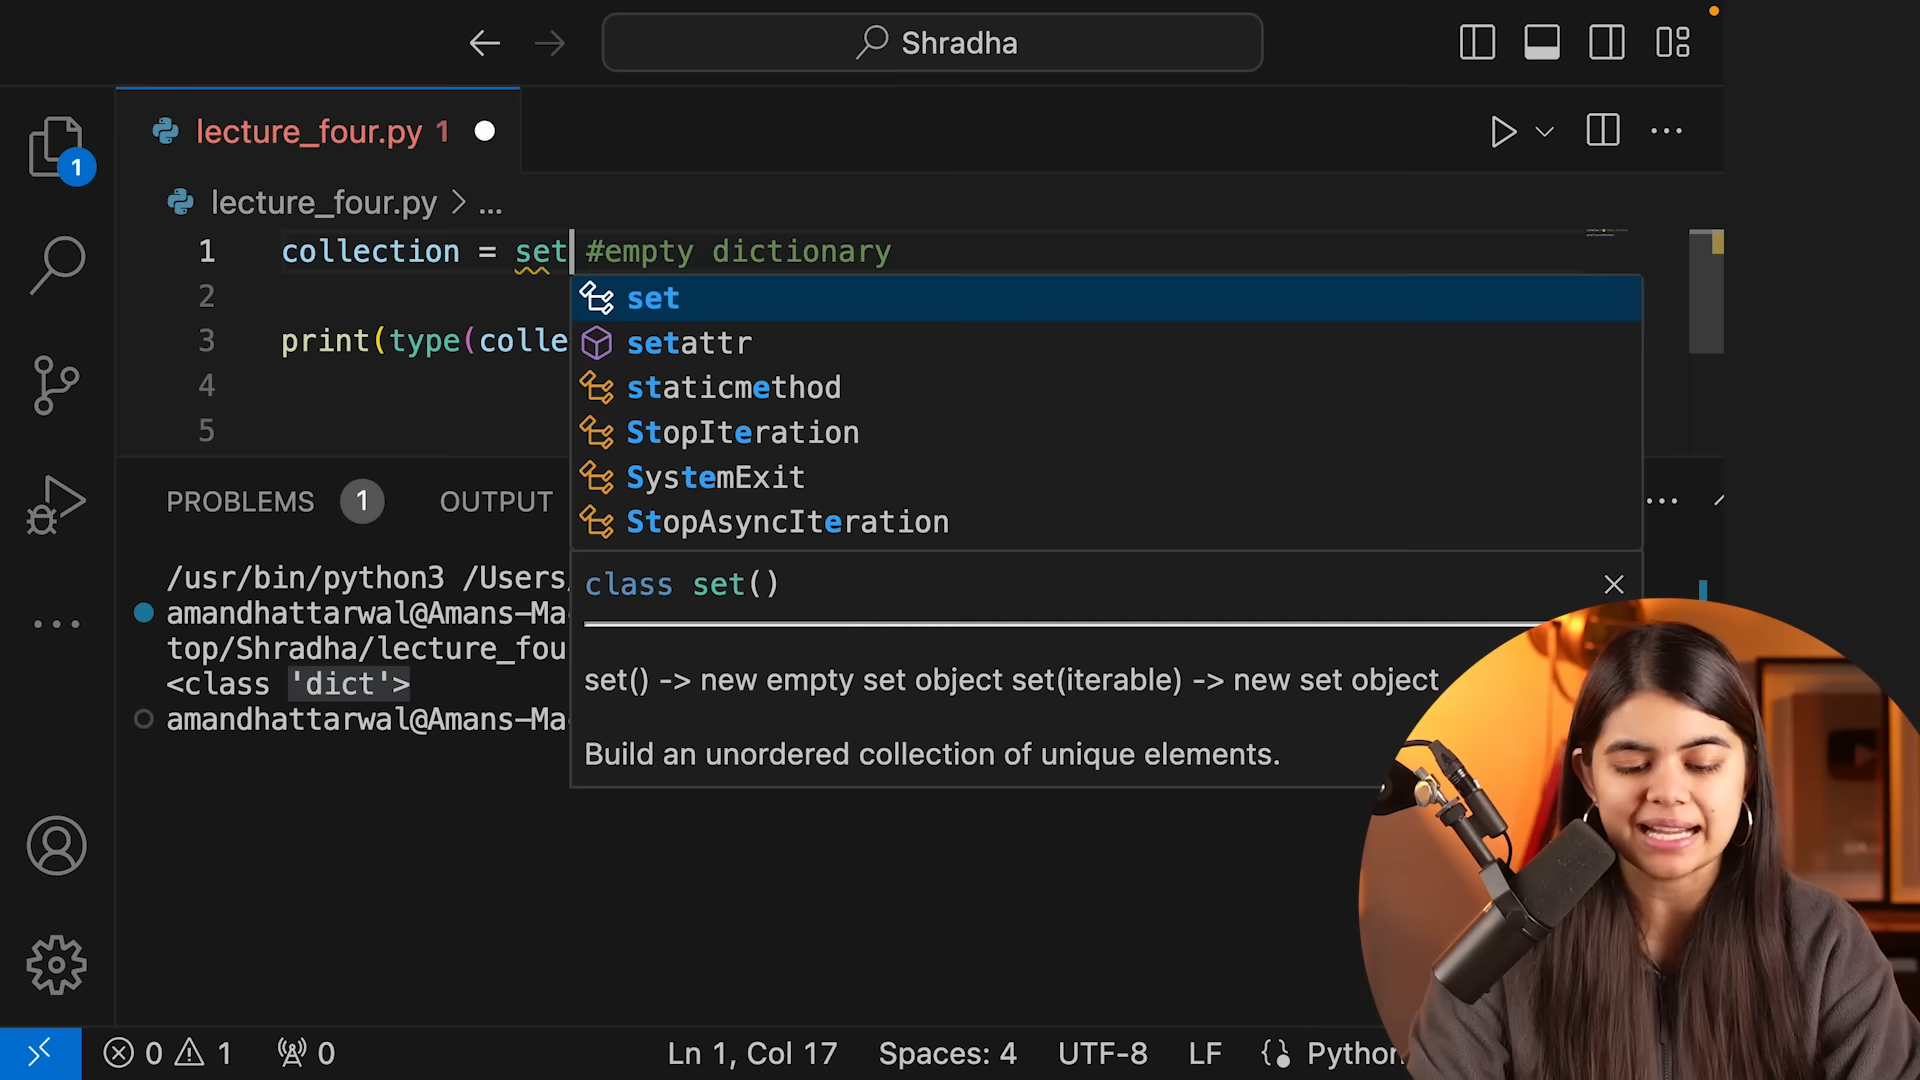 Shradha
lecture_four.py 1
1
lecture_four.py > ...
1 collection = set #empty dictionary
2
3 print(type(colle
4
5
set
setattr
staticmethod
StopIteration
SystemExit
StopAsyncIteration
class set()
set() -> new empty set object set(iterable) -> new set object
Build an unordered collection of unique elements.
PROBLEMS 1 OUTPUT
/usr/bin/python3 /Users/
amandhattarwal@Amans-Ma
top/Shradha/lecture_fou
<class 'dict'>
amandhattarwal@Amans-Ma
0 1 0 Ln 1, Col 17 Spaces: 4 UTF-8 LF Python